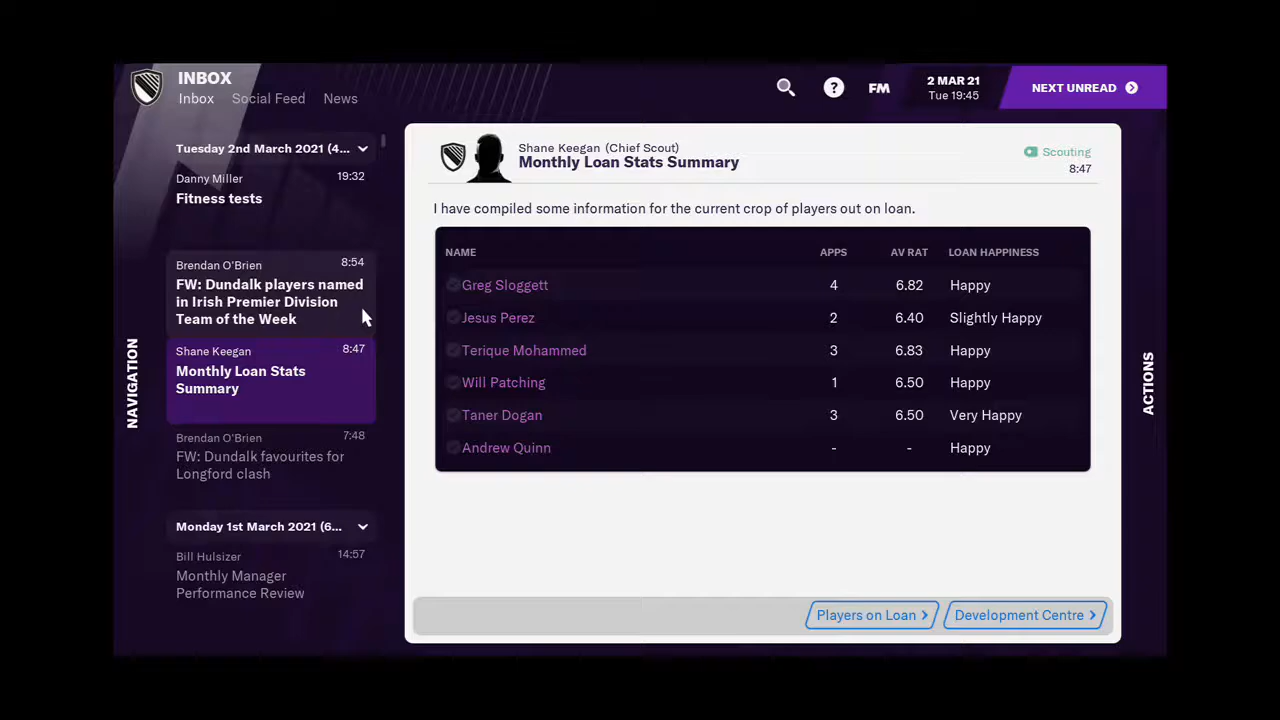 INBOX
Inbox Social Feed News
?
FM
2 MAR 21
Tue 19:45
NEXT UNREAD
NAVIGATION
Tuesday 2nd March 2021 (4...
Danny Miller 19:32
Fitness tests
Brendan O'Brien 8:54
FW: Dundalk players named
in Irish Premier Division
Team of the Week
Shane Keegan 8:47
Monthly Loan Stats
Summary
Brendan O'Brien 7:48
FW: Dundalk favourites for
Longford clash
Monday 1st March 2021 (6...
Bill Hulsizer 14:57
Monthly Manager
Performance Review
Shane Keegan (Chief Scout)
Monthly Loan Stats Summary
Scouting
8:47
I have compiled some information for the current crop of players out on loan.
NAME APPS AV RAT LOAN HAPPINESS
Greg Sloggett 4 6.82 Happy
Jesus Perez 2 6.40 Slightly Happy
Terique Mohammed 3 6.83 Happy
Will Patching 1 6.50 Happy
Taner Dogan 3 6.50 Very Happy
Andrew Quinn - - Happy
Players on Loan >
Development Centre >
ACTIONS